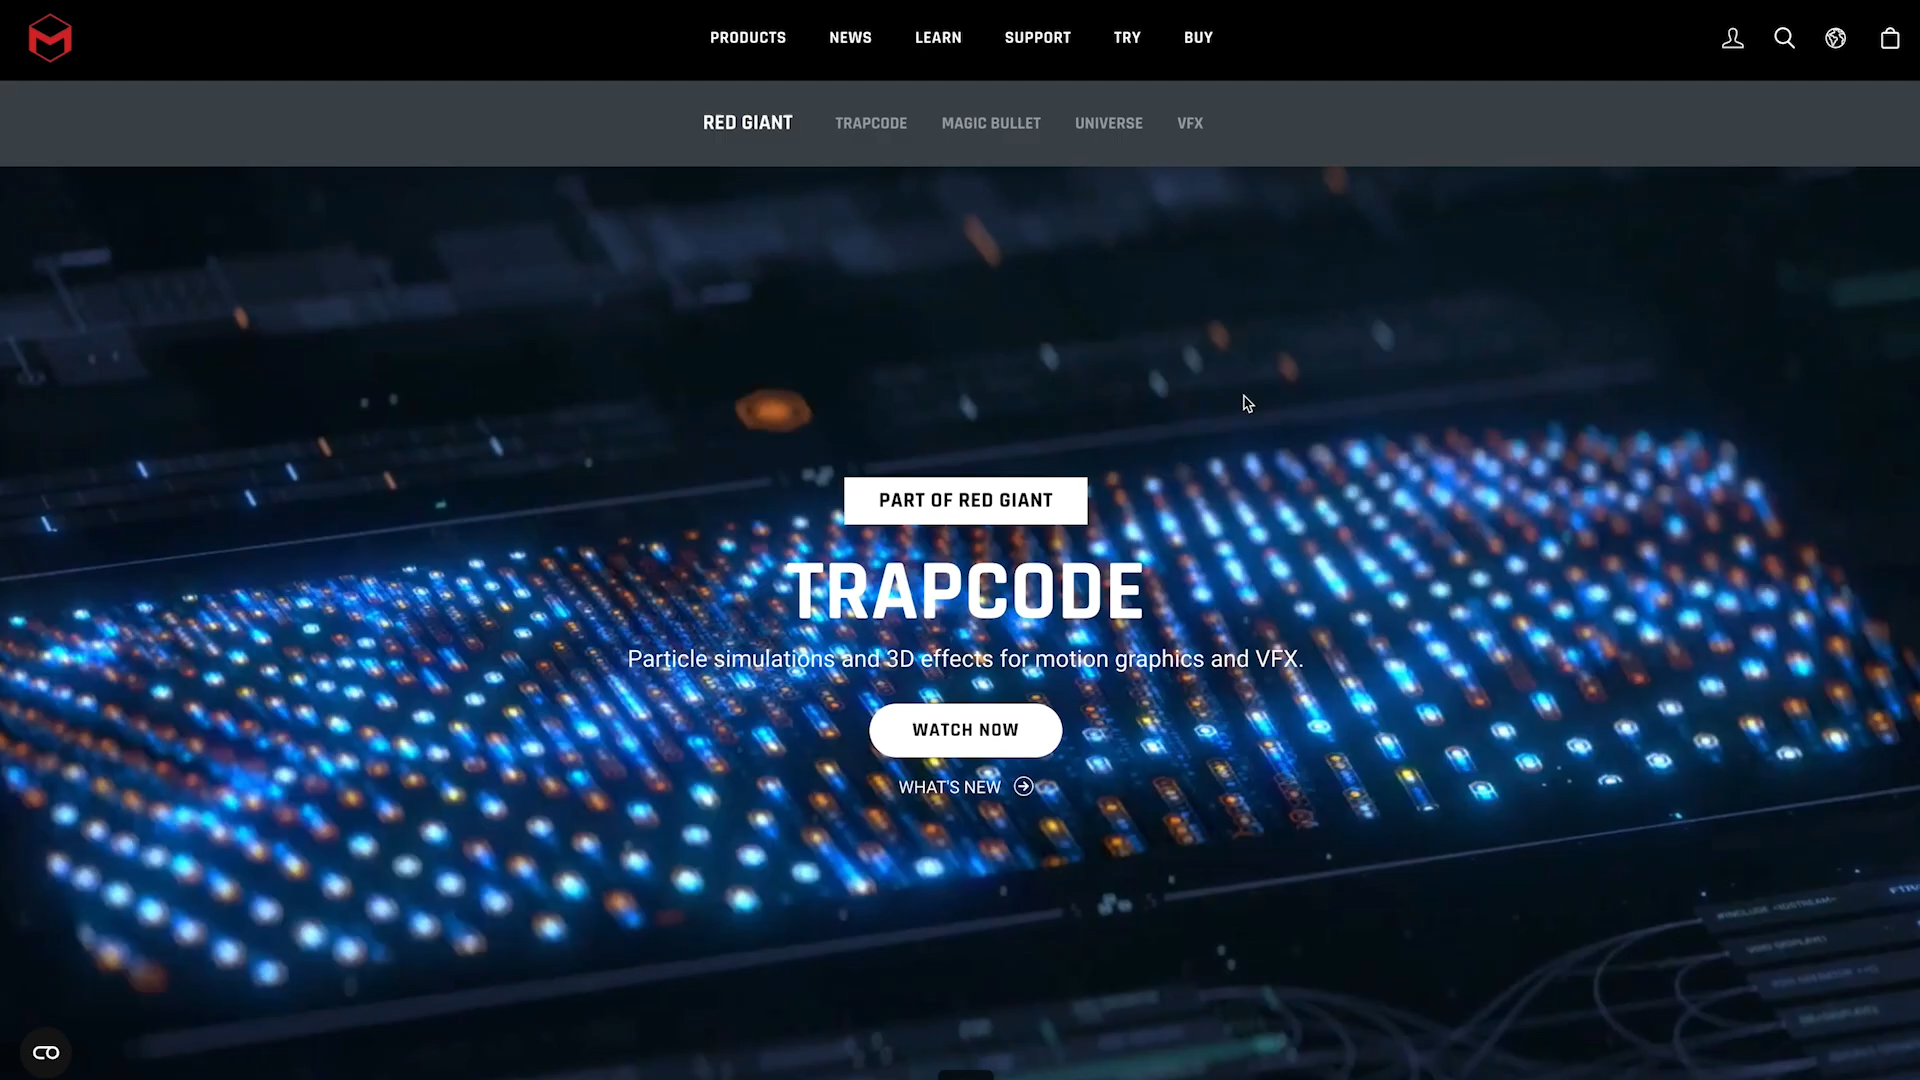 PRODUCTS NEWS LEARN SUPPORT TRY BUY
RED GIANT TRAPCODE MAGIC BULLET UNIVERSE VFX
PART OF RED GIANT
TRAPCODE
Particle simulations and 3D effects for motion graphics and VFX.
WATCH NOW
WHAT'S NEW